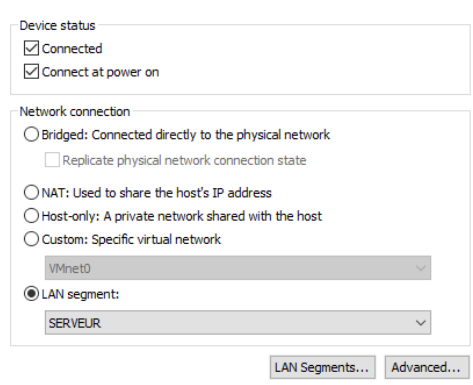 Device status
Connected
Connect at power on
Network connection
Bridged: Connected directly to the physical network
Replicate physical network connection state
NAT: Used to share the host's IP address
Host-only: A private network shared with the host
Custom: Specific virtual network
VMnet0
LAN segment:
SERVEUR
LAN Segments... Advanced...